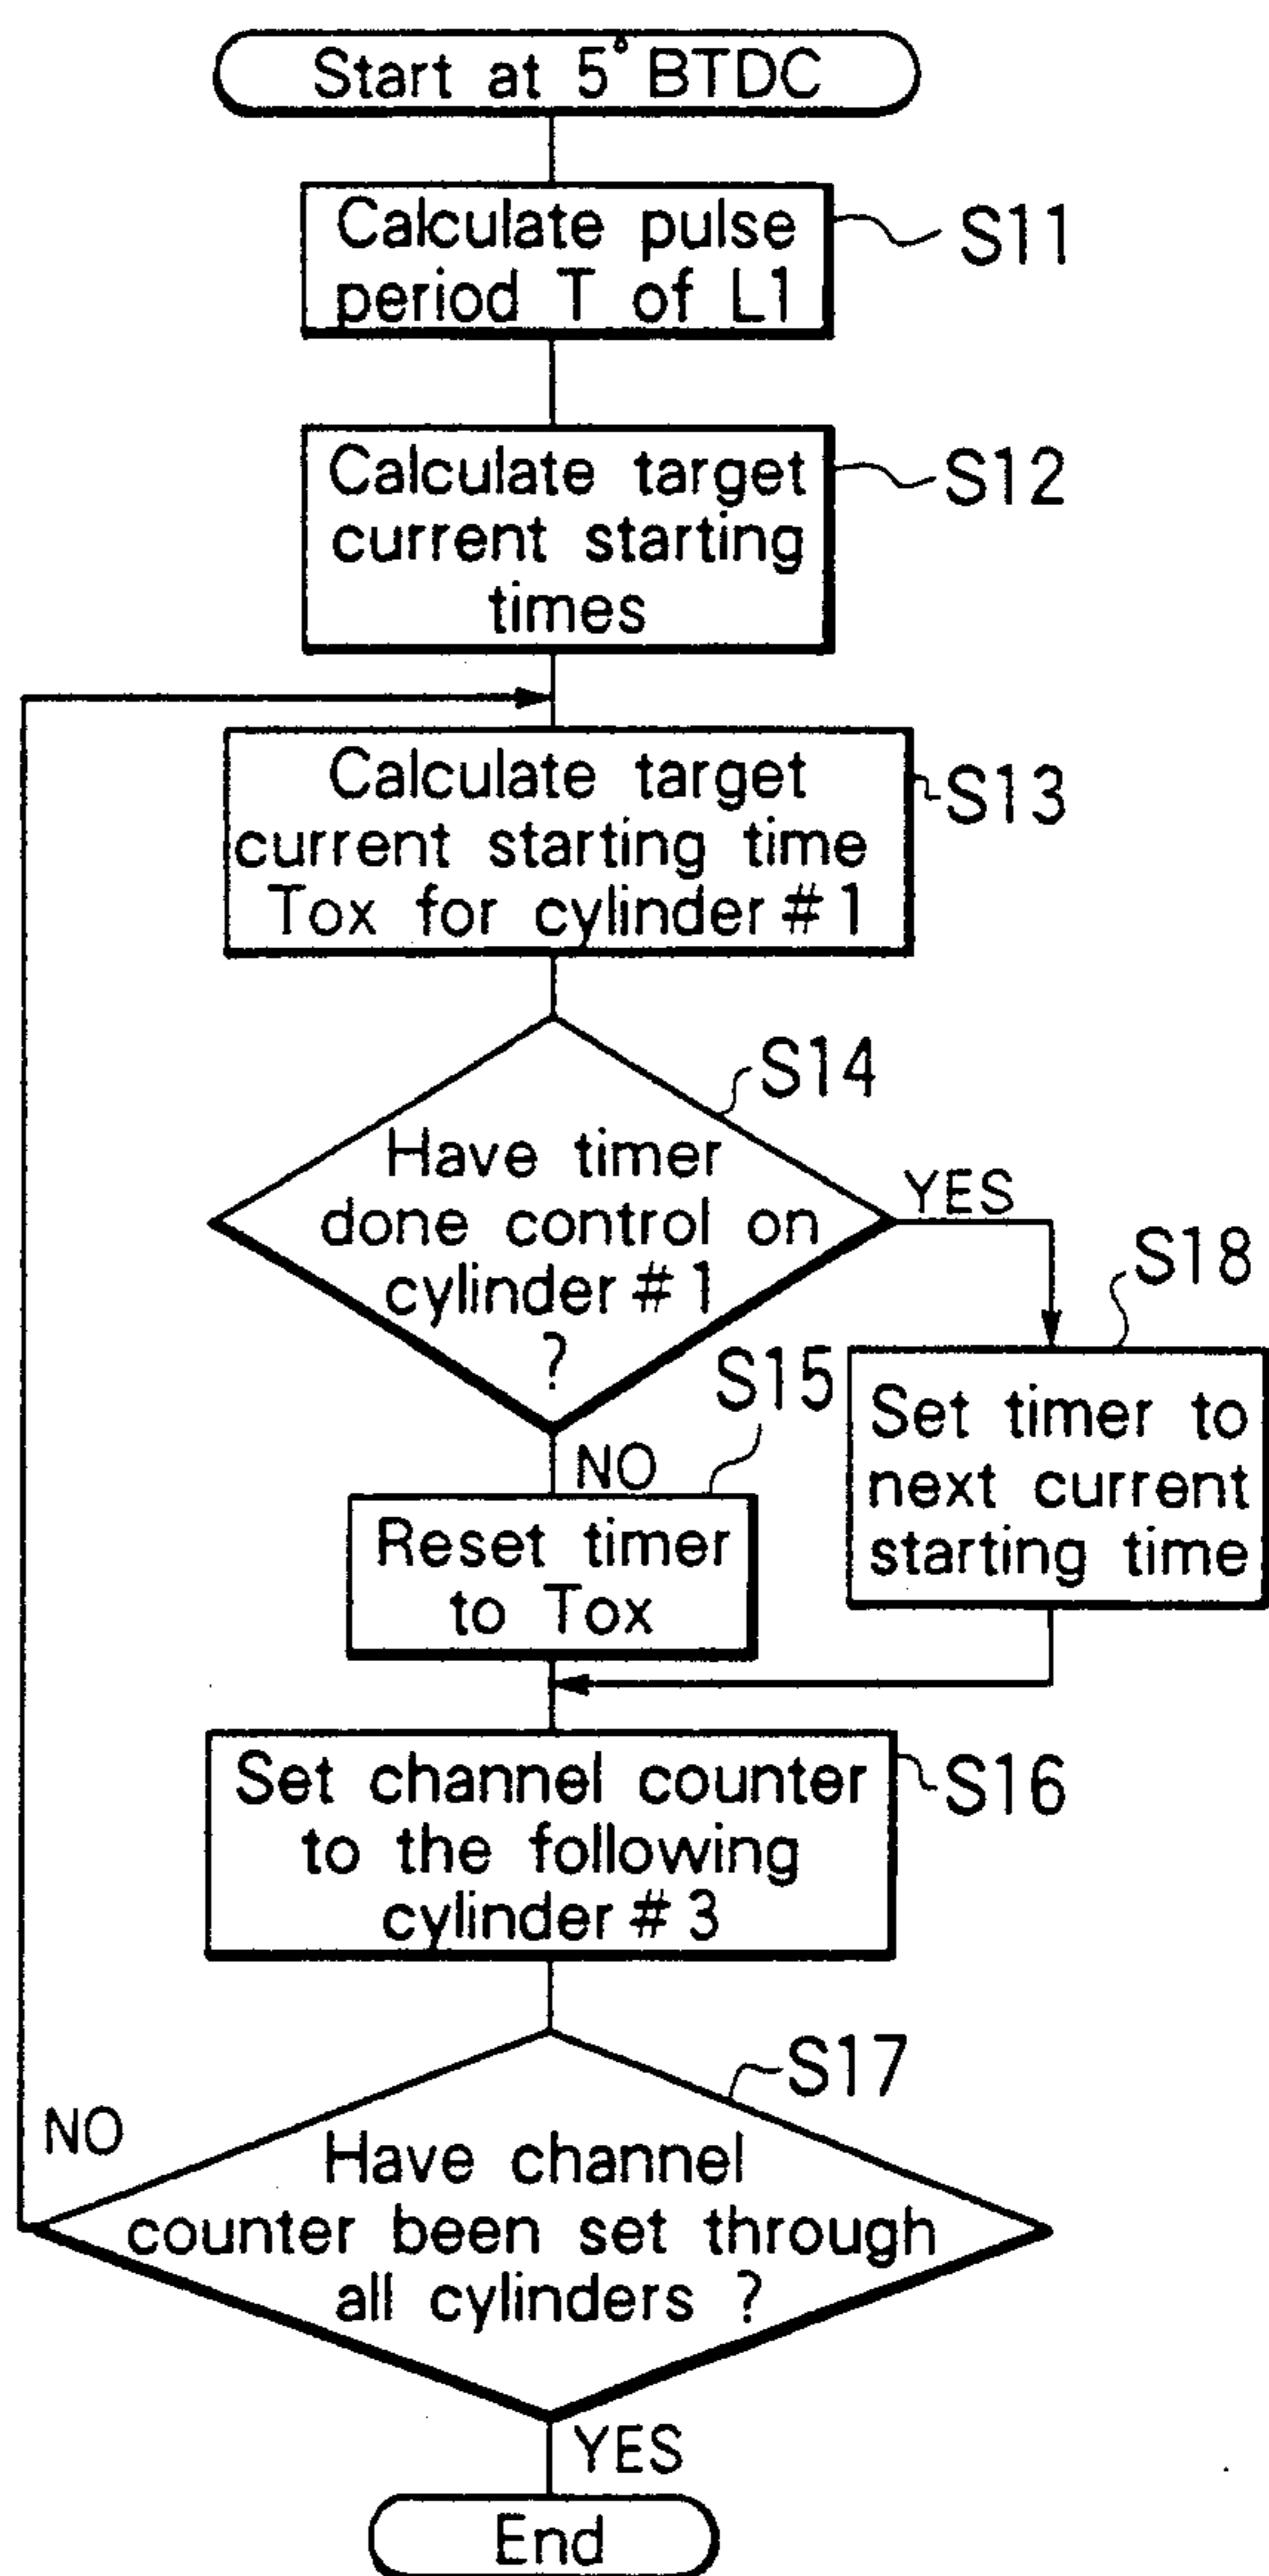 Start at 5° BTDC
Calculate pulse
period T of L1
S11
Calculate target
current starting
times
S12
Calculate target
current starting time
Tox for cylinder #1
S13
S14
Have timer
done control on
cylinder #1
?
YES
NO
S15
Reset timer
to Tox
S18
Set timer to
next current
starting time
Set channel counter
to the following
cylinder #3
S16
S17
Have channel
counter been set through
all cylinders ?
NO
YES
End